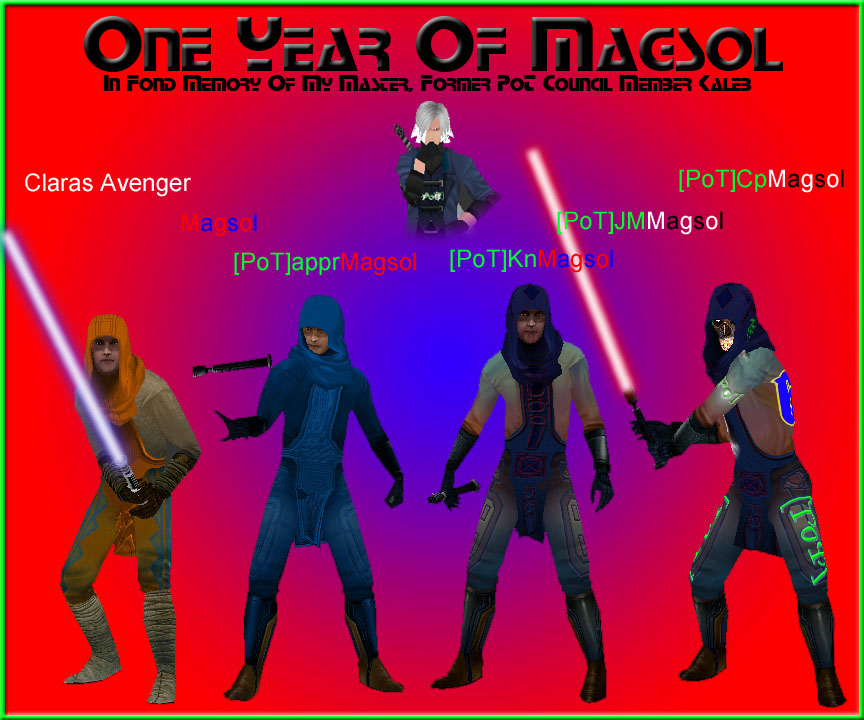 One Year Of Magsol
In Fond Memory Of My Master, Former PoT Council Member Kaleb
Claras Avenger
[PoT]CpMagsol
Magsol
[PoT]JMMagsol
[PoT]apprMagsol
[PoT]KnMagsol
PoT